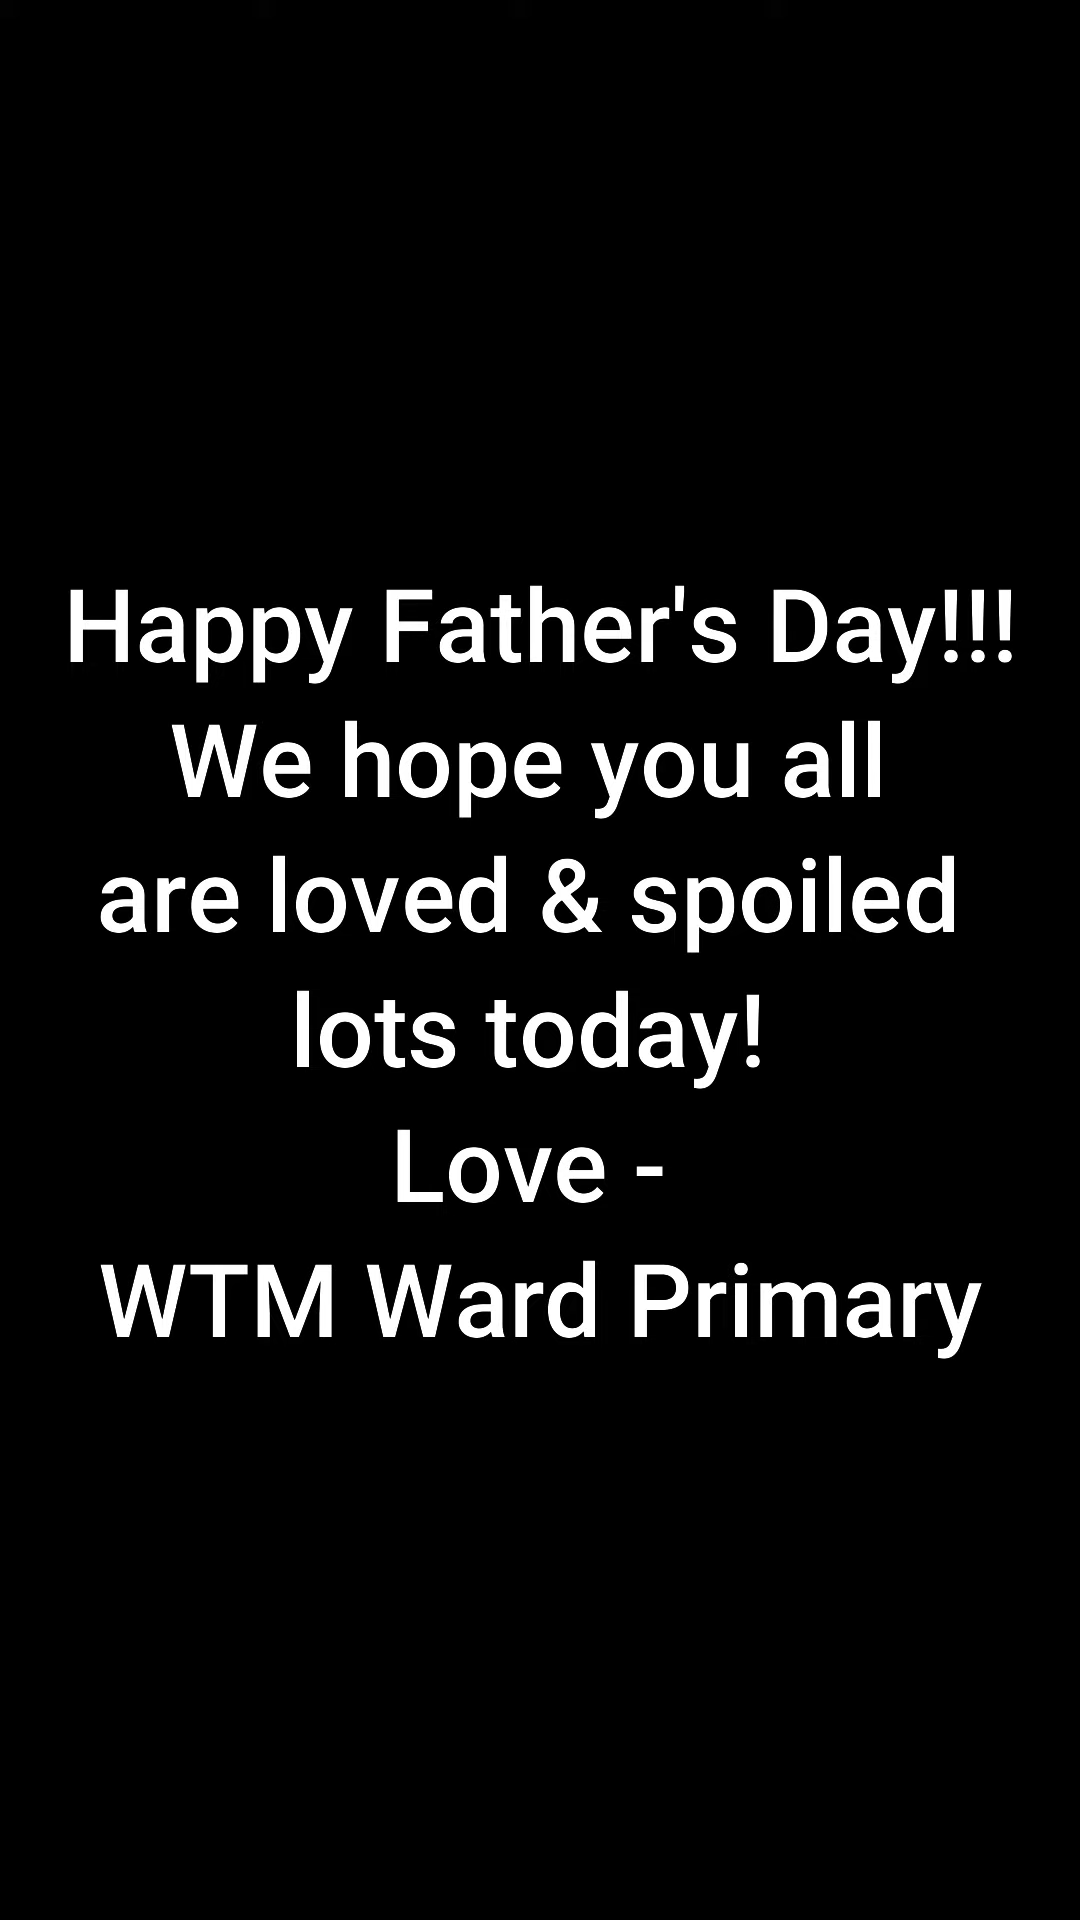 Happy Father's Day!!!
We hope you all
are loved & spoiled
lots today!
Love -
WTM Ward Primary